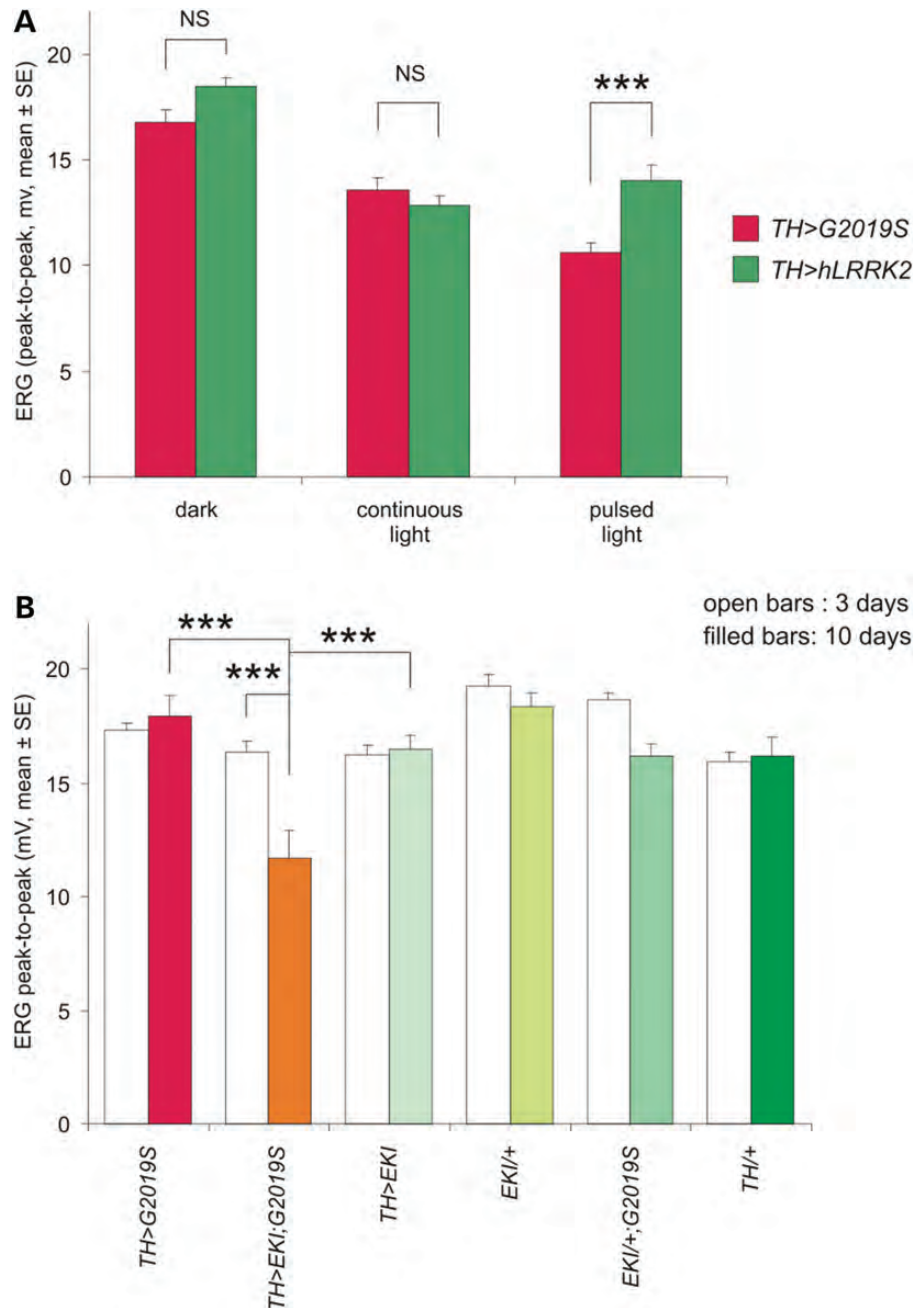 A
ERG (peak-to-peak, mv, mean ± SE)
20
15
10
5
0
NS
NS
***
TH>G2019S
TH>hLRRK2
dark
continuous
light
pulsed
light
B
open bars : 3 days
filled bars: 10 days
ERG peak-to-peak (mV, mean ± SE)
20
15
10
5
0
***
***
***
TH>G2019S
TH>EKI;G2019S
TH>EKI
EKI/+
EKI/+;G2019S
TH/+